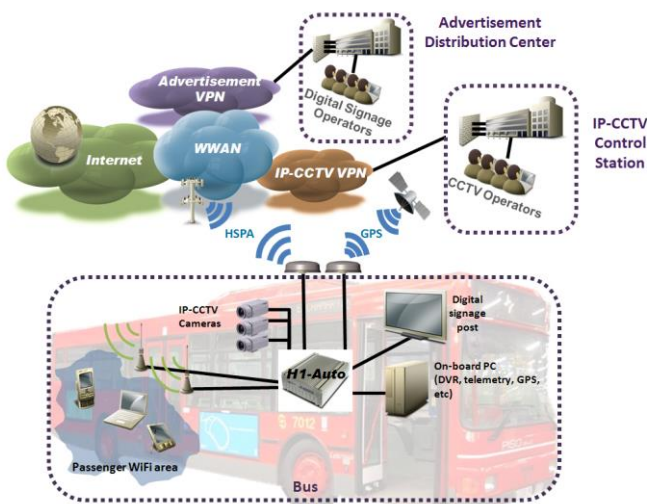 Advertisement
Distribution Center
Advertisement
VPN
Digital Signage
Operators
IP-CCTV
Control
Station
Internet
WWAN
IP-CCTV VPN
CCTV Operators
HSPA
GPS
IP-CCTV
Cameras
Digital
signage
post
H1-Auto
On-board PC
(DVR, telemetry, GPS,
etc)
7012
Passenger WiFi area
Bus